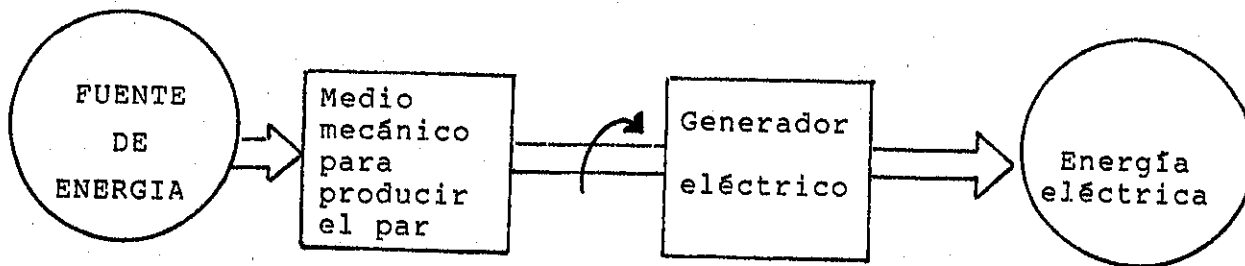 FUENTE
DE
ENERGIA
Medio
mecánico
para
producir
el par
Generador
eléctrico
Energía
eléctrica